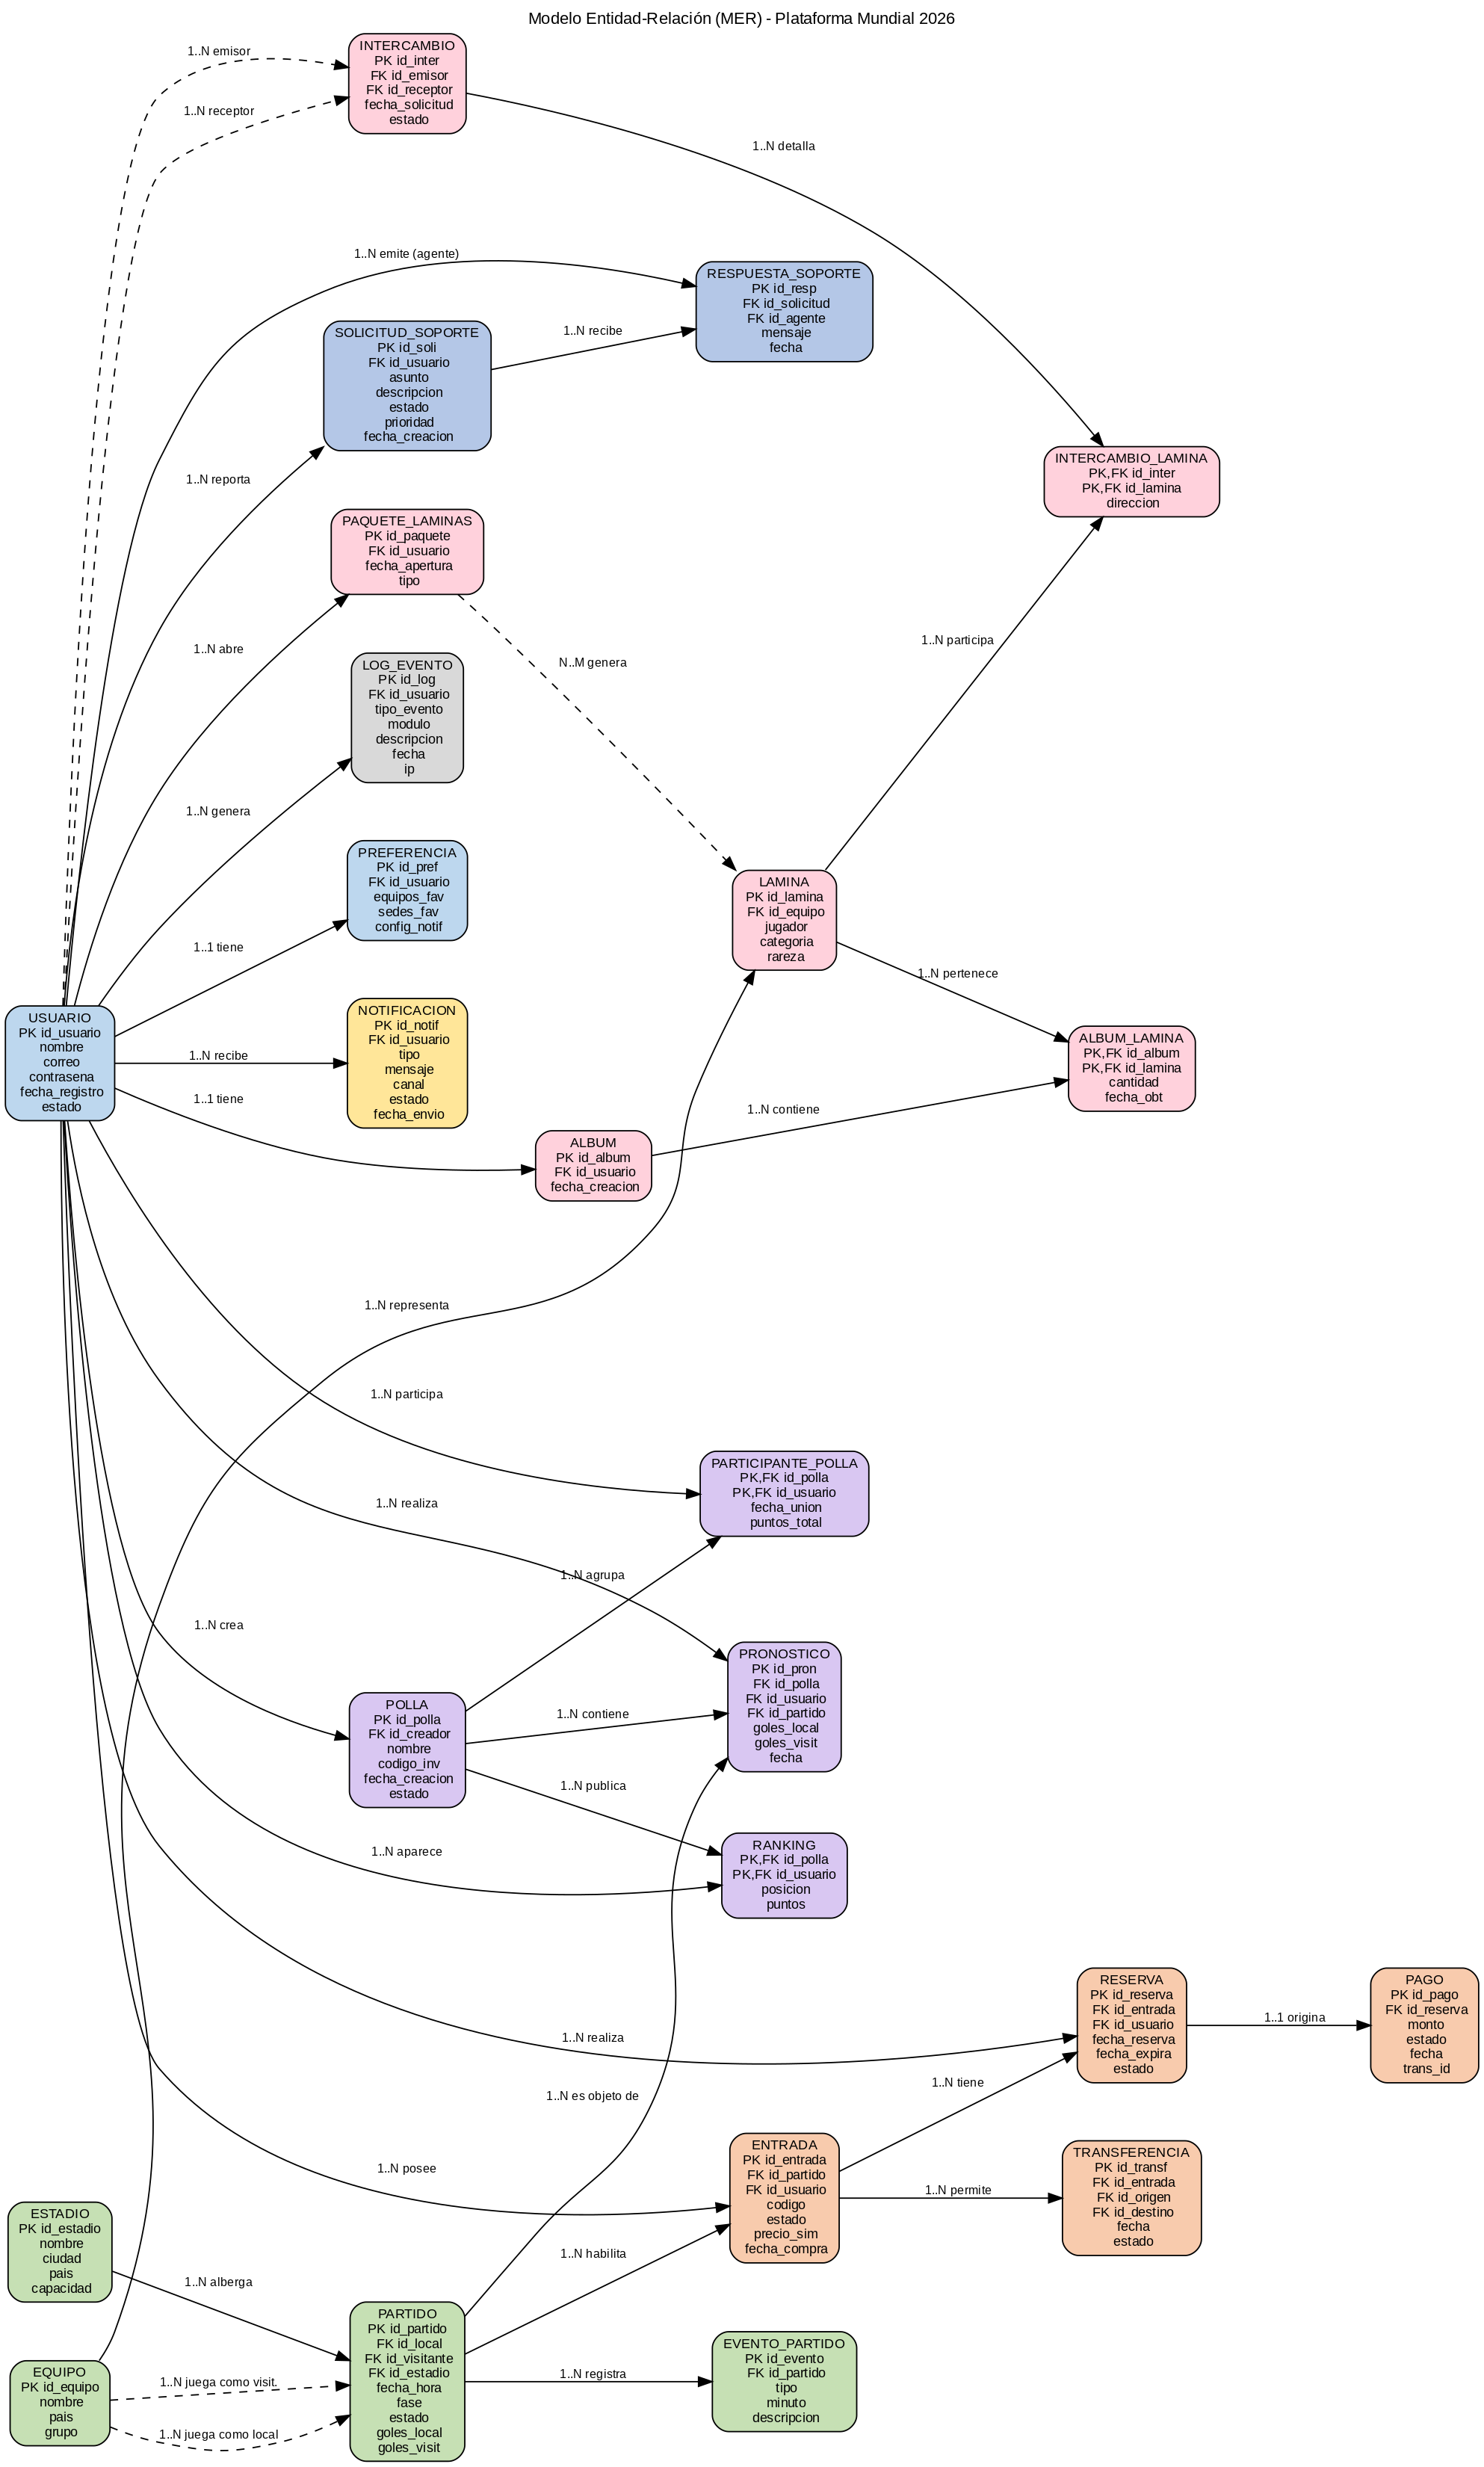 Modelo Entidad-Relación (MER) - Plataforma Mundial 2026
1..N emisor
1..N receptor
INTERCAMBIO
PK id_inter
FK id_emisor
FK id_receptor
fecha_solicitud
estado
1..N detalla
1..N emite (agente)
RESPUESTA_SOPORTE
PK id_resp
FK id_solicitud
FK id_agente
mensaje
fecha
SOLICITUD_SOPORTE
PK id_soli
FK id_usuario
asunto
descripcion
estado
prioridad
fecha_creacion
1..N recibe
1..N reporta
INTERCAMBIO_LAMINA
PK,FK id_inter
PK,FK id_lamina
direccion
PAQUETE_LAMINAS
PK id_paquete
FK id_usuario
fecha_apertura
tipo
1..N abre
N..M genera
1..N participa
LOG_EVENTO
PK id_log
FK id_usuario
tipo_evento
modulo
descripcion
fecha
ip
1..N genera
PREFERENCIA
PK id_pref
FK id_usuario
equipos_fav
sedes_fav
config_notif
1..1 tiene
LAMINA
PK id_lamina
FK id_equipo
jugador
categoria
rareza
1..N pertenece
USUARIO
PK id_usuario
nombre
correo
contrasena
fecha_registro
estado
1..N recibe
NOTIFICACION
PK id_notif
FK id_usuario
tipo
mensaje
canal
estado
fecha_envio
1..1 tiene
ALBUM_LAMINA
PK,FK id_album
PK,FK id_lamina
cantidad
fecha_obt
1..N contiene
ALBUM
PK id_album
FK id_usuario
fecha_creacion
1..N representa
1..N participa
PARTICIPANTE_POLLA
PK,FK id_polla
PK,FK id_usuario
fecha_union
puntos_total
1..N realiza
1..N agrupa
1..N crea
PRONOSTICO
PK id_pron
FK id_polla
FK id_usuario
FK id_partido
goles_local
goles_visit
fecha
POLLA
PK id_polla
FK id_creador
nombre
codigo_inv
fecha_creacion
estado
1..N contiene
1..N publica
1..N aparece
RANKING
PK,FK id_polla
PK,FK id_usuario
posicion
puntos
RESERVA
PK id_reserva
FK id_entrada
FK id_usuario
fecha_reserva
fecha_expira
estado
1..1 origina
PAGO
PK id_pago
FK id_reserva
monto
estado
fecha
trans_id
1..N realiza
1..N tiene
1..N es objeto de
1..N posee
ENTRADA
PK id_entrada
FK id_partido
FK id_usuario
codigo
estado
precio_sim
fecha_compra
1..N permite
TRANSFERENCIA
PK id_transf
FK id_entrada
FK id_origen
FK id_destino
fecha
estado
ESTADIO
PK id_estadio
nombre
ciudad
pais
capacidad
1..N alberga
1..N habilita
PARTIDO
PK id_partido
FK id_local
FK id_visitante
FK id_estadio
fecha_hora
fase
estado
goles_local
goles_visit
1..N registra
EVENTO_PARTIDO
PK id_evento
FK id_partido
tipo
minuto
descripcion
EQUIPO
PK id_equipo
nombre
pais
grupo
1..N juega como visit.
1..N juega como local